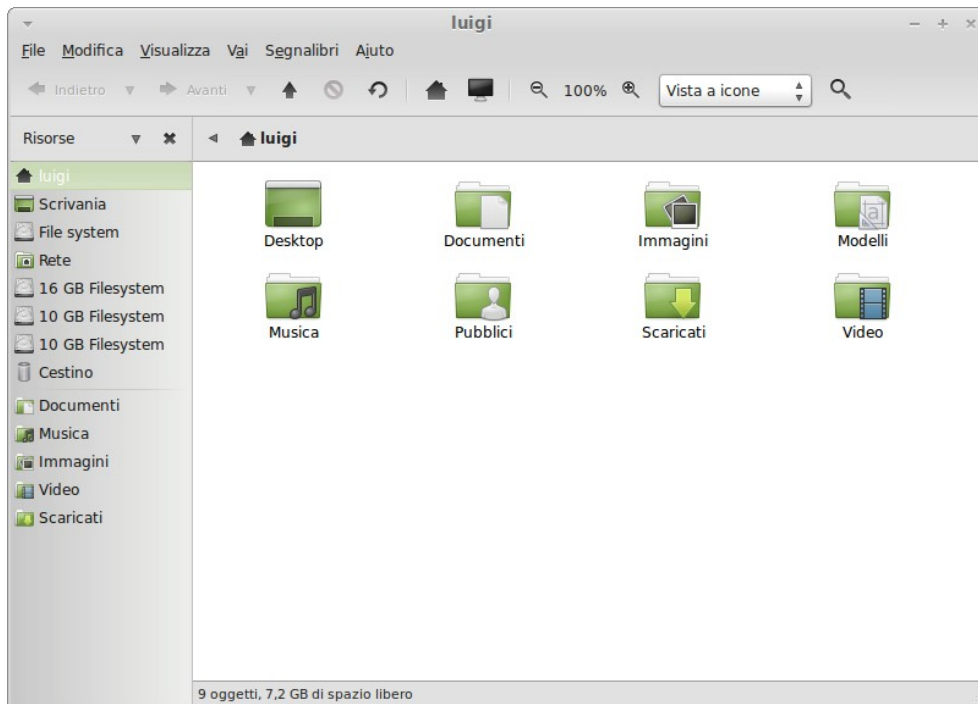 luigi
File Modifica Visualizza Vai Segnalibri Aiuto
Indietro Avanti 100% Vista a icone
Risorse luigi
luigi
Scrivania
File system
Rete
16 GB Filesystem
10 GB Filesystem
10 GB Filesystem
Cestino
Documenti
Musica
Immagini
Video
Scaricati
Desktop Documenti Immagini Modelli
Musica Pubblici Scaricati Video
9 oggetti, 7,2 GB di spazio libero